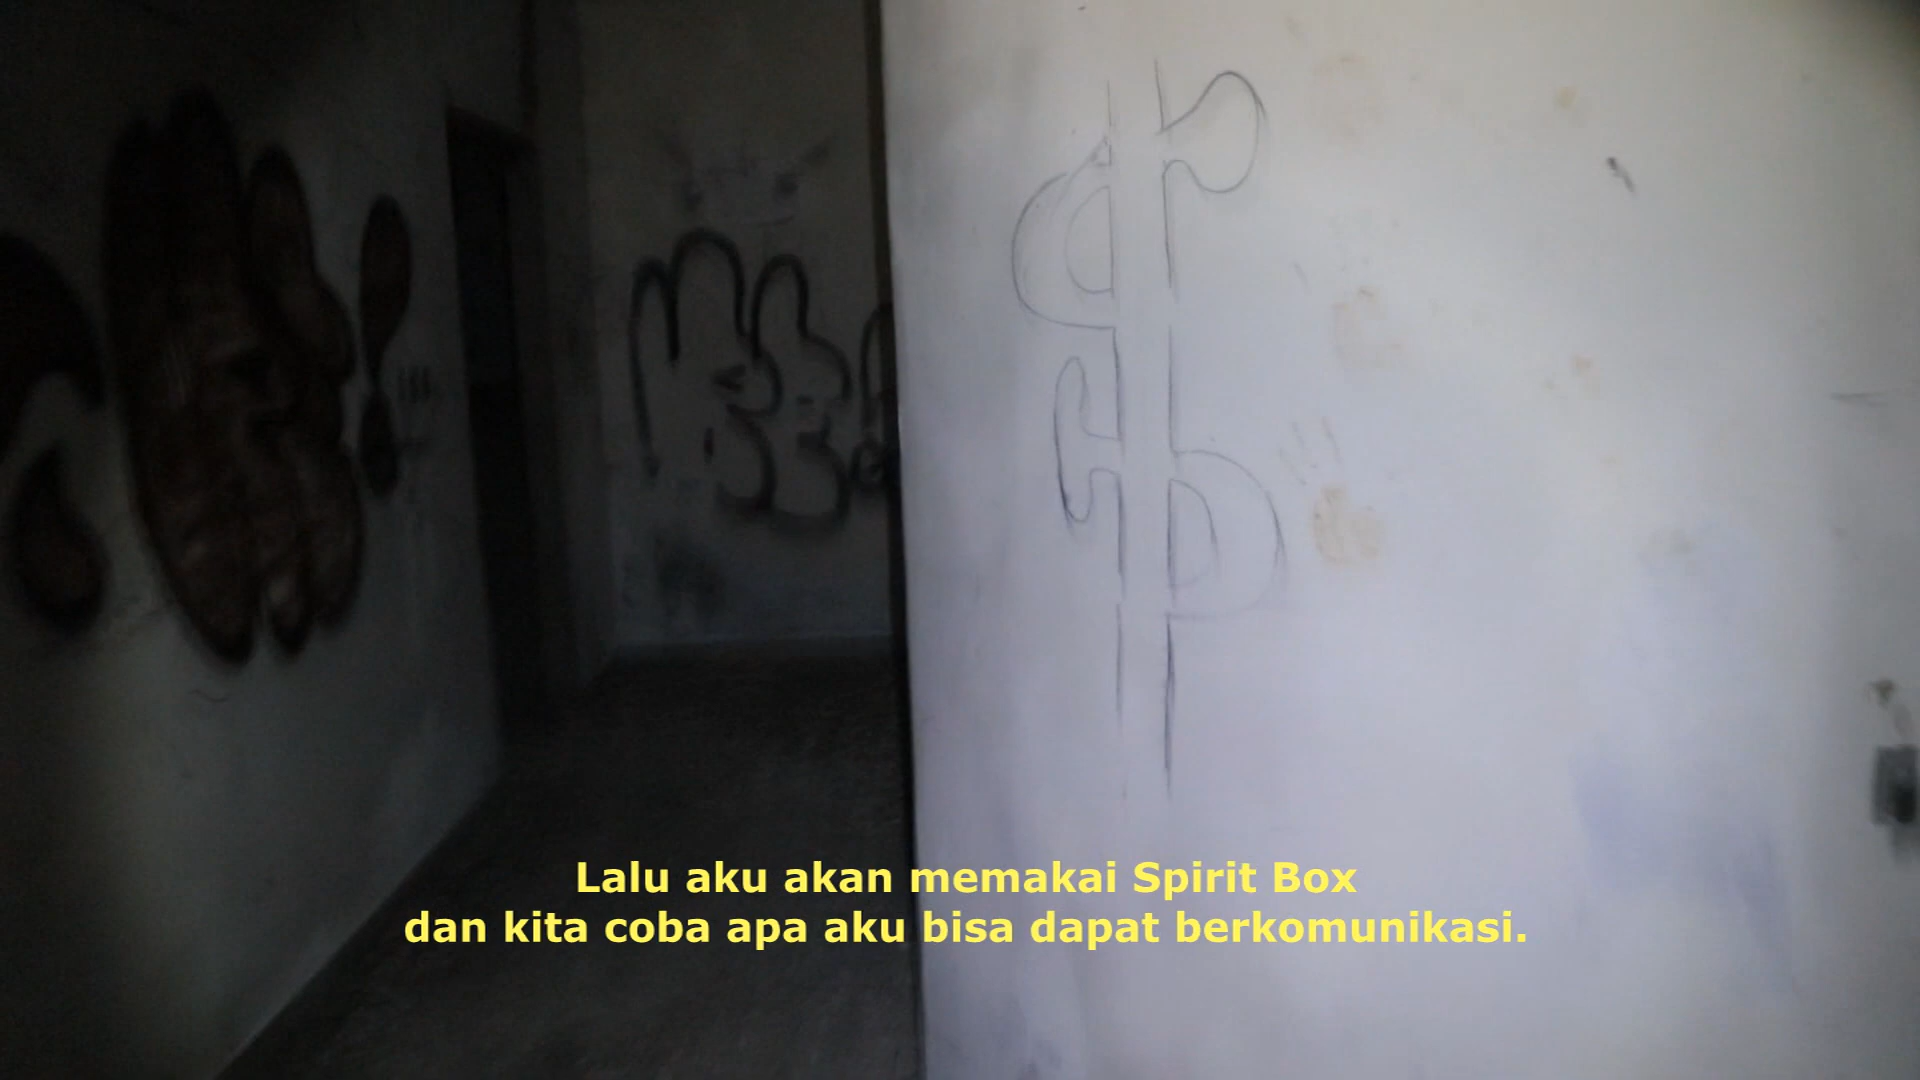 Lalu aku akan memakai Spirit Box
dan kita coba apa aku bisa dapat berkomunikasi.